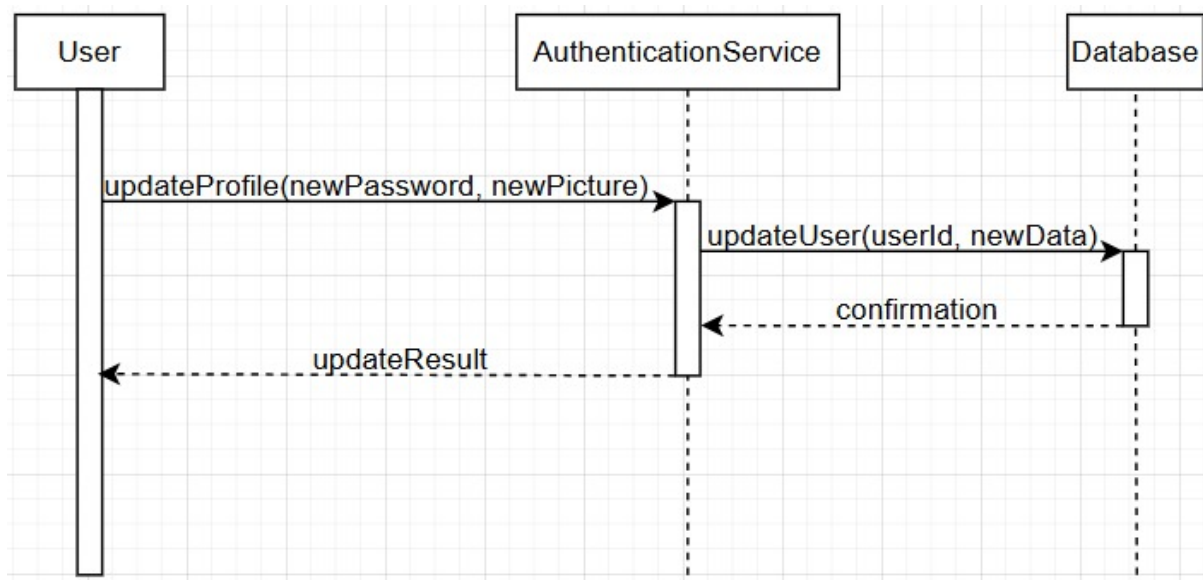 User
AuthenticationService
Database
updateProfile(newPassword, newPicture)
updateUser(userId, newData)
confirmation
updateResult